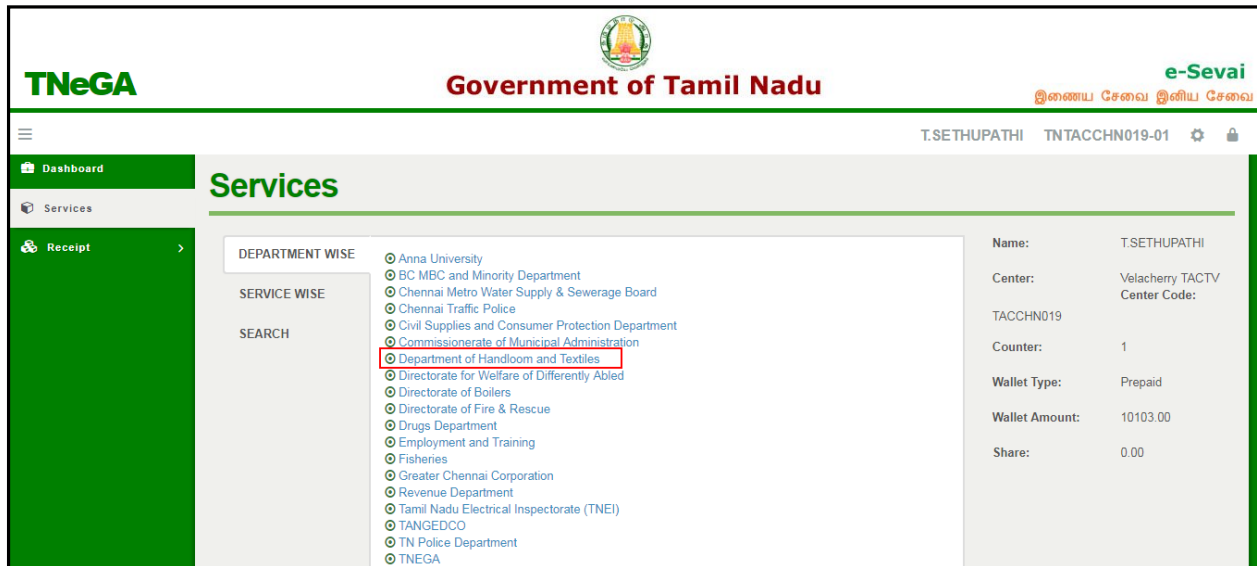 TNeGA
Government of Tamil Nadu
e-Sevai
இணைய சேவை இனிய சேவை
T.SETHUPATHI TNTACCHN019-01
Dashboard
Services
Receipt
Services
DEPARTMENT WISE
SERVICE WISE
SEARCH
Anna University
BC MBC and Minority Department
Chennai Metro Water Supply & Sewerage Board
Chennai Traffic Police
Civil Supplies and Consumer Protection Department
Commissionerate of Municipal Administration
Department of Handloom and Textiles
Directorate for Welfare of Differently Abled
Directorate of Boilers
Directorate of Fire & Rescue
Drugs Department
Employment and Training
Fisheries
Greater Chennai Corporation
Revenue Department
Tamil Nadu Electrical Inspectorate (TNEI)
TANGEDCO
TN Police Department
TNEGA
Name: T.SETHUPATHI
Center: Velacherry TACTV
Center Code:
TACCHN019
Counter: 1
Wallet Type: Prepaid
Wallet Amount: 10103.00
Share: 0.00